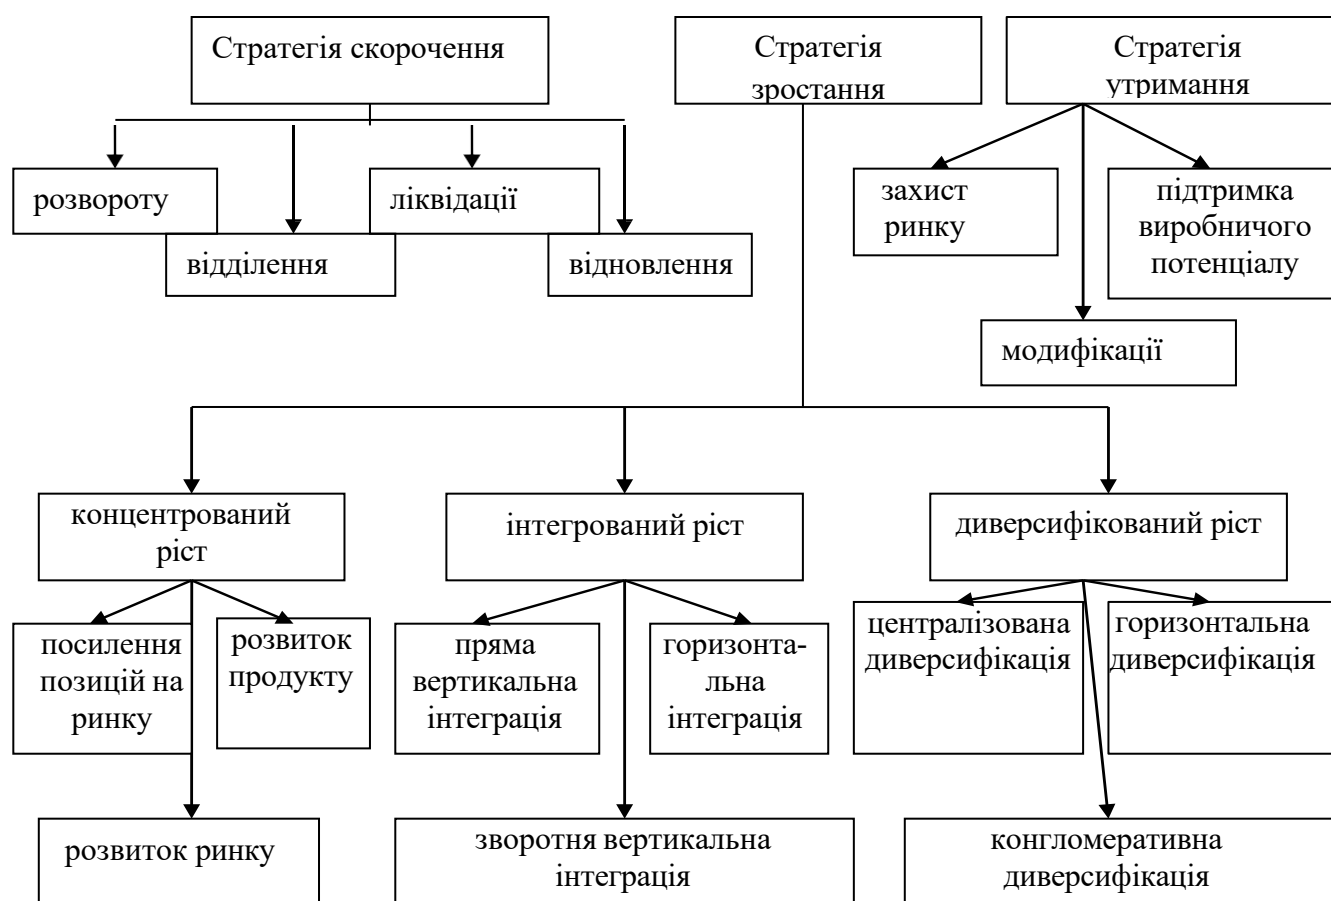 Стратегія скорочення
Стратегія
зростання
Стратегія
утримання
розвороту
відділення
ліквідації
відновлення
захист
ринку
підтримка
виробничого
потенціалу
модифікації
концентрований
ріст
інтегрований ріст
диверсифікований ріст
посилення
позицій на
ринку
розвиток
продукту
пряма
вертикальна
інтеграція
горизонта-
льна
інтеграція
централізована
диверсифікація
горизонтальна
диверсифікація
розвиток ринку
зворотня вертикальна
інтеграція
конгломеративна
диверсифікація